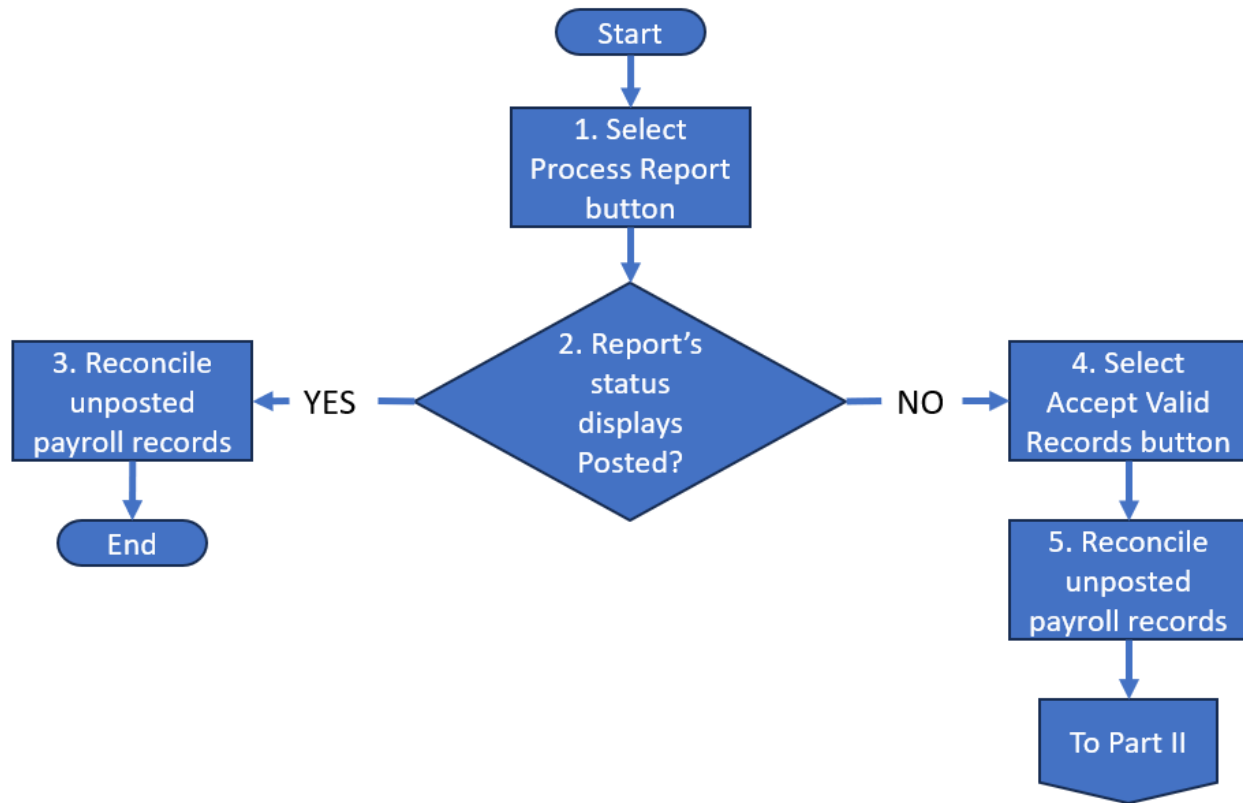 Start
1. Select
Process Report
button
2. Report’s
status
displays
Posted?
YES
3. Reconcile
unposted
payroll records
End
NO
4. Select
Accept Valid
Records button
5. Reconcile
unposted
payroll records
To Part II